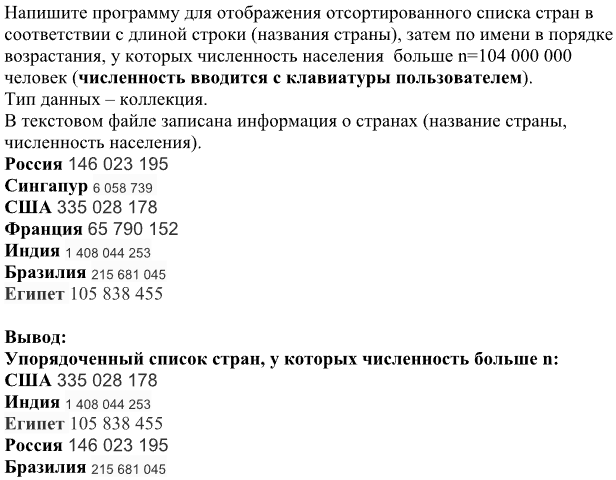 Напишите программу для отображения отсортированного списка стран в
соответствии с длиной строки (названия страны), затем по имени в порядке
возрастания, у которых численность населения больше n=104 000 000
человек (численность вводится с клавиатуры пользователем).
Тип данных – коллекция.
В текстовом файле записана информация о странах (название страны,
численность населения).
Россия 146 023 195
Сингапур 6 058 739
США 335 028 178
Франция 65 790 152
Индия 1 408 044 253
Бразилия 215 681 045
Египет 105 838 455
Вывод:
Упорядоченный список стран, у которых численность больше n:
США 335 028 178
Индия 1 408 044 253
Египет 105 838 455
Россия 146 023 195
Бразилия 215 681 045